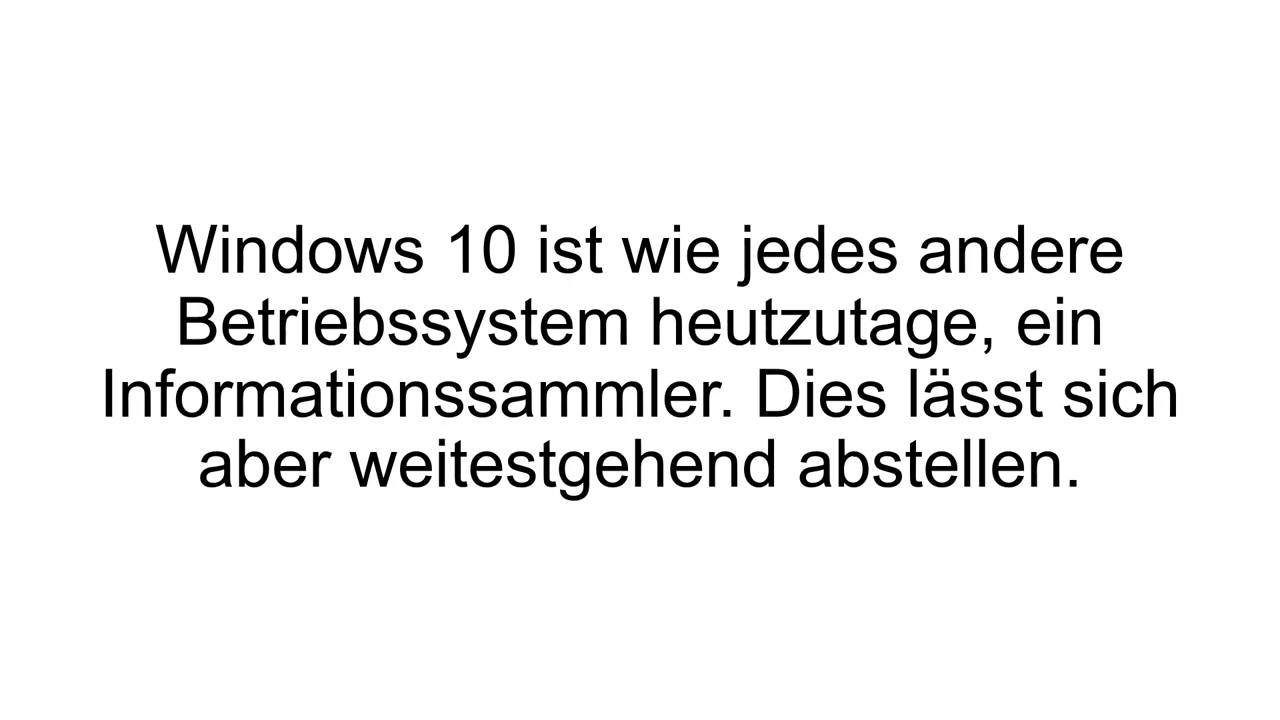 Windows 10 ist wie jedes andere
Betriebssystem heutzutage, ein
Informationssammler. Dies lässt sich
aber weitestgehend abstellen.